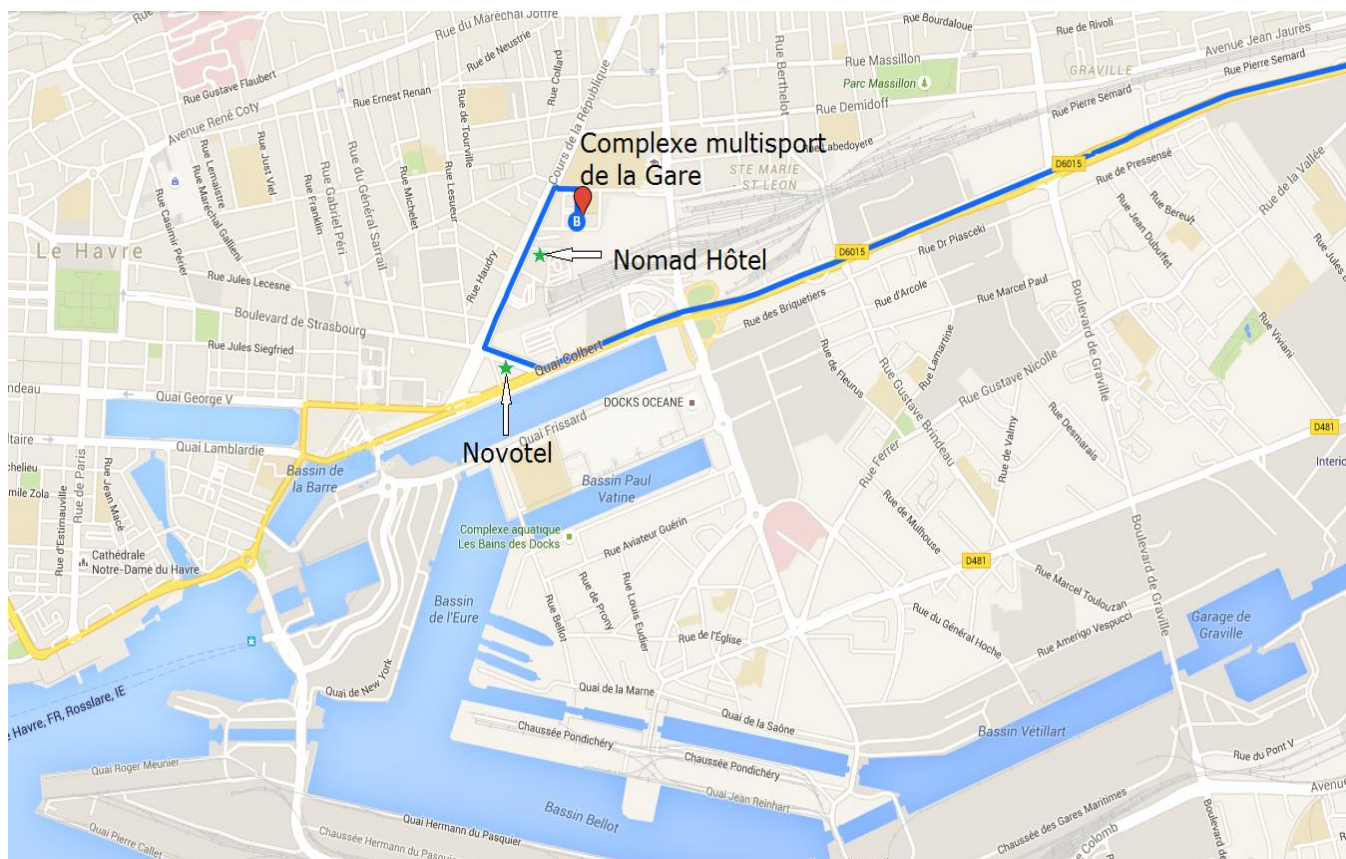 Rue du Maréchal Joffre
Rue Bourdaloue
Rue de Rivoli
Avenue Jean Jaurès
Rue de Neustrie
Rue Collard
Rue Massillon
GRAVILLE
Rue Pierre Semard
Rue Gustave Flaubert
Rue Berthelot
Parc Massillon
Rue Ernest Renan
Rue de Tourville
Cours de la République
Rue Demidoff
Rue Pierre Semard
Avenue René Coty
Complexe multisport
de la Gare
Rue Labedoyere
Rue de la Vallée
Rue Lemaistre
Rue Just Viel
Rue du Général Sarrail
Rue Michelet
Rue Lesueur
STE MARIE
ST LEON
D6015
Rue de Pressensé
Rue Maréchal Gallieni
Rue Gabriel Péri
Rue Franklin
B
Rue Bereult
Rue Jean Dubuffet
Le Havre
Rue Casimir Périer
Rue Haudry
Nomad Hôtel
D6015
Rue Dr Piasceki
Rue Jules Lecesne
Rue d'Arcole
Rue Marcel Paul
Boulevard de Strasbourg
Rue des Briquetiers
Boulevard de Graville
Rue Viviani
Rue Jules Siegfried
Quai Colbert
Rue de Fleurus
Rue Lamartine
Rue Gustave Nicolle
Rue Gustave Brindeau
Quai George V
DOCKS OCEANE
Quai Frissard
Rue de Valmy
Rue Desmarais
D481
Quai Lamblardie
Novotel
Rue Ferrer
Rue de Paris
Bassin de
la Barre
Bassin Paul
Vatine
Rue Jean Macé
Rue d'Estimauville
Rue de Mulhouse
Complexe aquatique
Les Bains des Docks
Rue Aviateur Guérin
Boulevard de Graville
Cathédrale
Notre-Dame du Havre
D481
Rue Marcel Toulouzan
Bassin
de l'Eure
Rue Bellot
Rue de Prony
Rue Louis Eudier
Rue du Général Hoche
Rue Amerigo Vespucci
Garage de
Graville
Rue de l'Église
Quai de New York
Quai de la Marne
Havre, FR, Rosslare, IE
Quai de la Saône
Bassin Vétillart
Chaussée Pondichéry
Chaussée Pondichéry
Rue du Pont V
Quai Roger Meunier
Quai Jean Reinhart
Avenue
Bassin Bellot
Quai Hermann du Pasquier
Chaussée des Gares Maritimes
Boulevard de
Quai Pierre Callet
Chaussée Hermann du Pasquier
Colomb